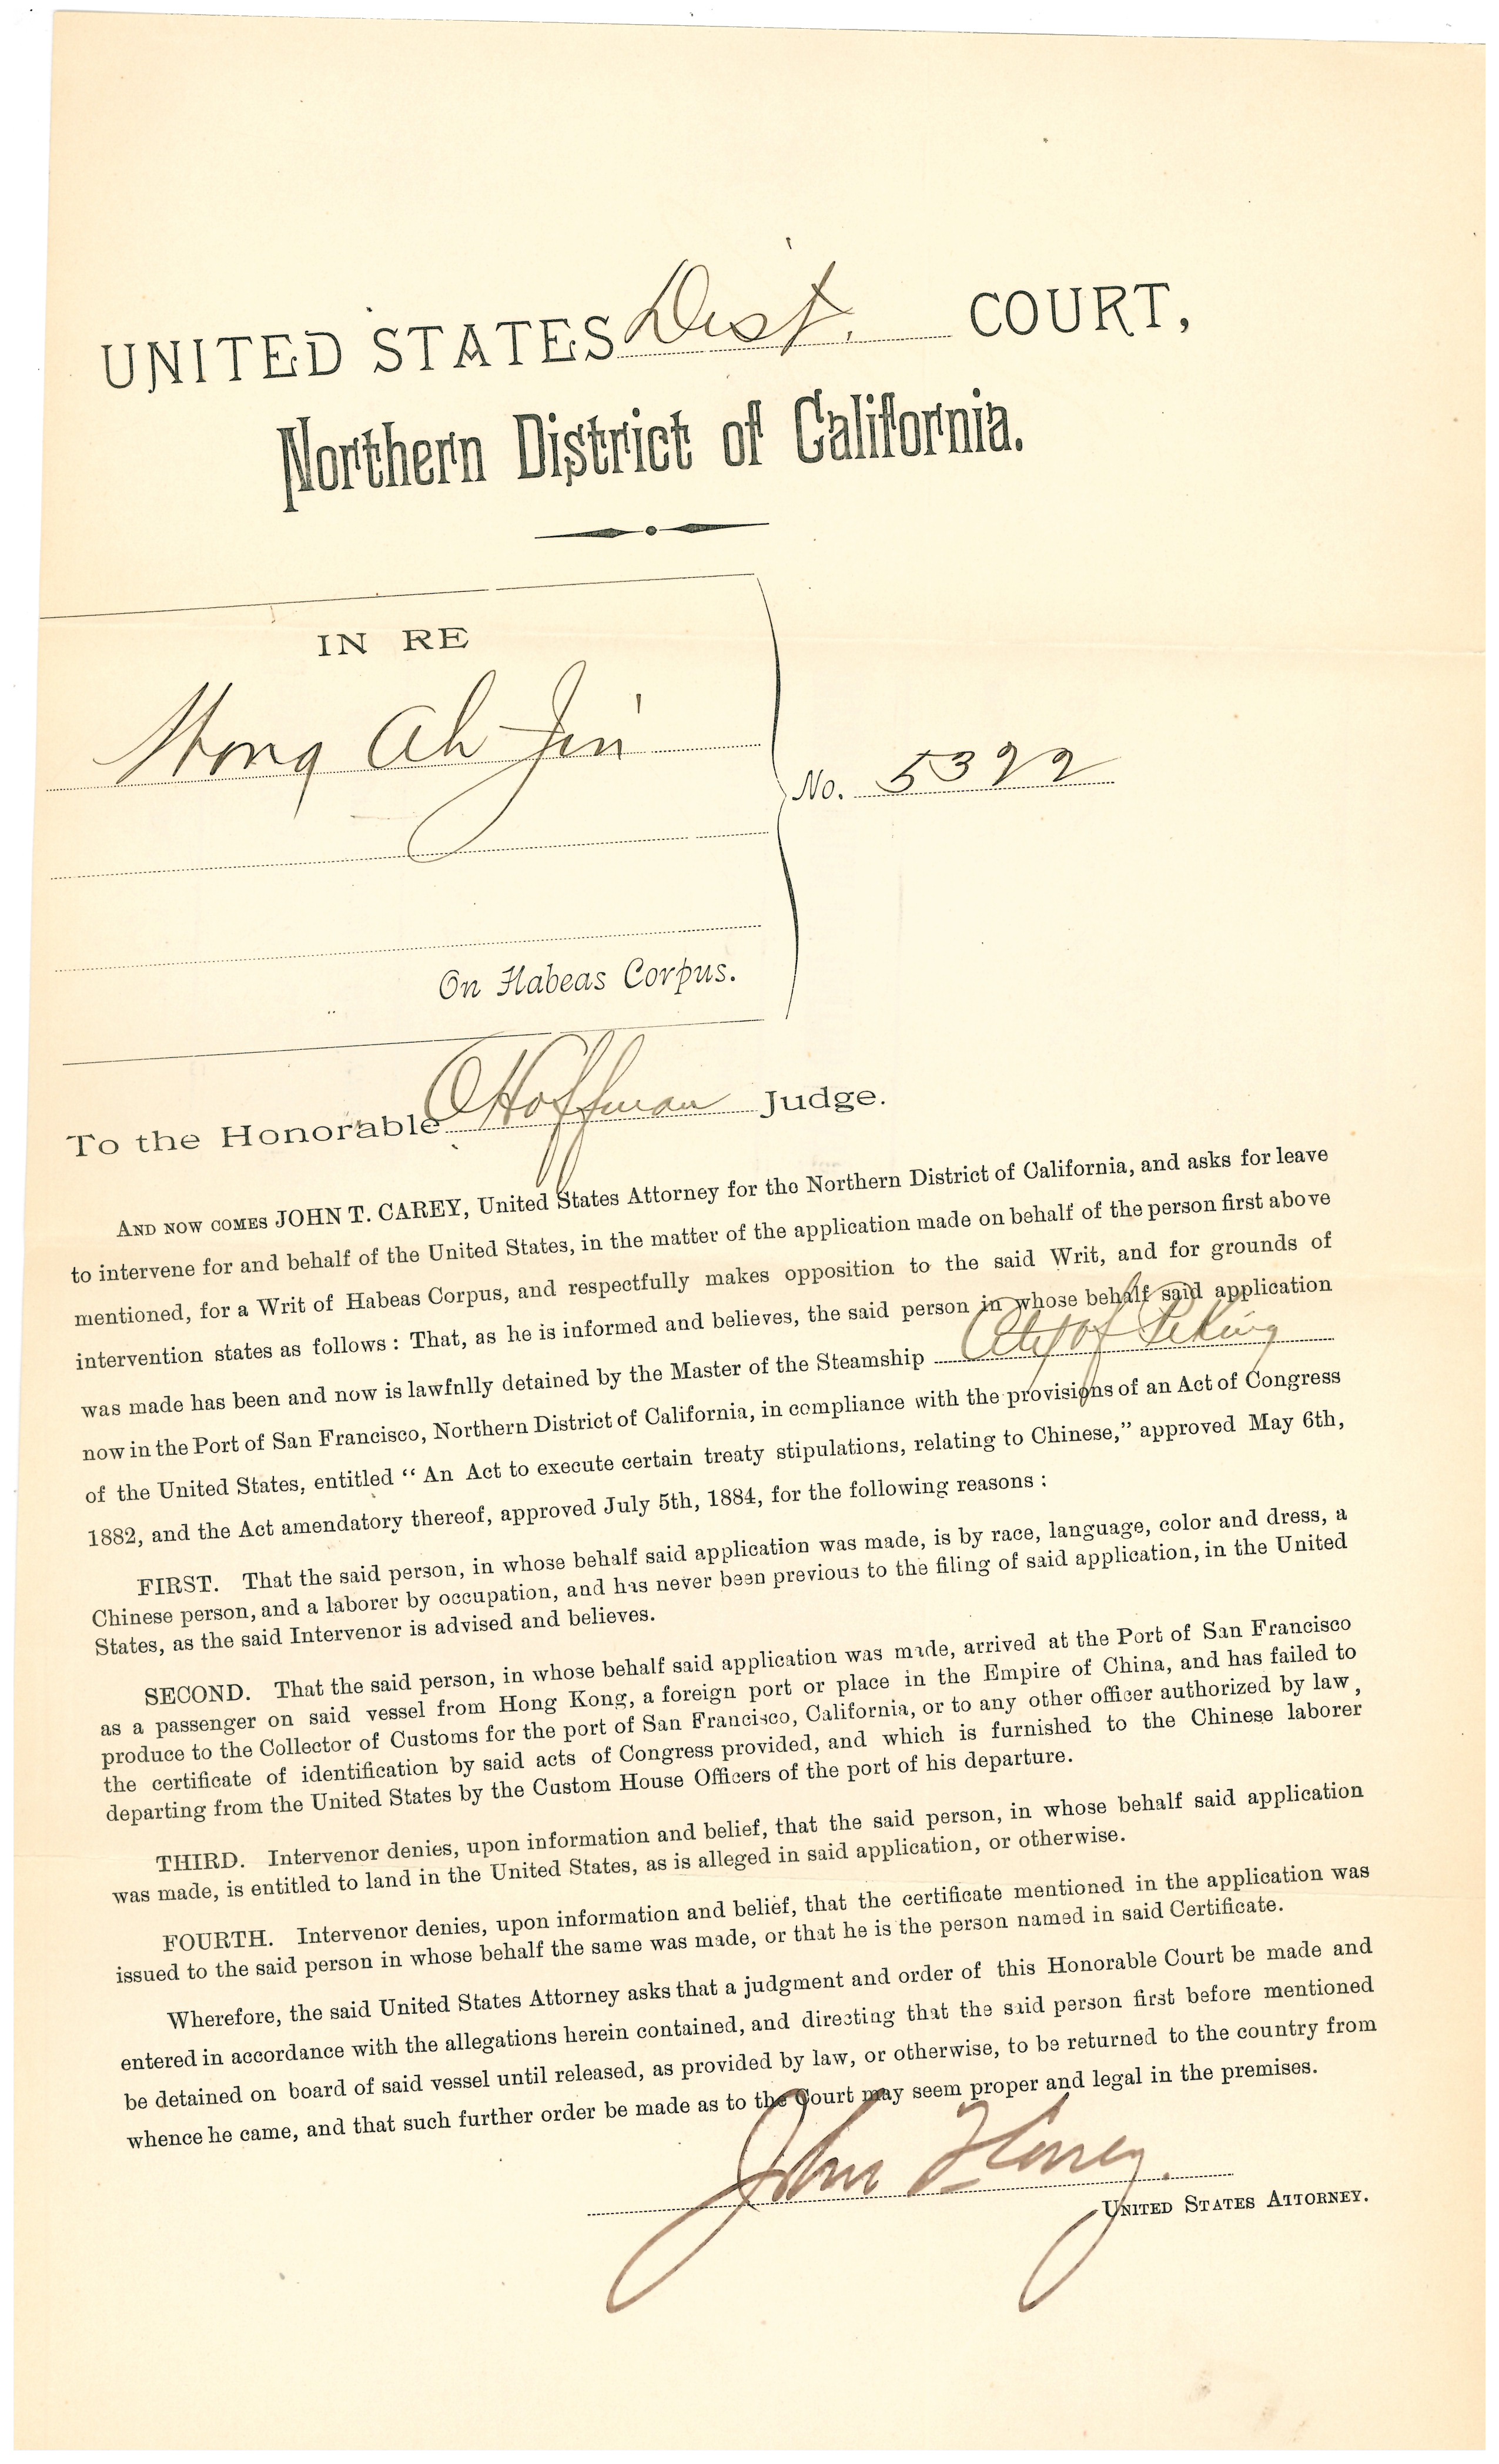 UNITED STATES Dist. COURT,
Northern District of California.
IN RE
Wong Ah Jin
No. 5322
On Habeas Corpus.
To the Honorable O Hoffman Judge.
AND NOW COMES JOHN T. CAREY, United States Attorney for the Northern District of California, and asks for leave
to intervene for and behalf of the United States, in the matter of the application made on behalf of the person first above
mentioned, for a Writ of Habeas Corpus, and respectfully makes opposition to the said Writ, and for grounds of
intervention states as follows: That, as he is informed and believes, the said person in whose behalf said application
was made has been and now is lawfnlly detained by the Master of the Steamship City of Peking
now in the Port of San Francisco, Northern District of California, in compliance with the provisions of an Act of Congress
of the United States, entitled "An Act to execute certain treaty stipulations, relating to Chinese," approved May 6th,
1882, and the Act amendatory thereof, approved July 5th, 1884, for the following reasons:
FIRST. That the said person, in whose behalf said application was made, is by race, language, color and dress, a
Chinese person, and a laborer by occupation, and has never been previous to the filing of said application, in the United
States, as the said Intervenor is advised and believes.
SECOND. That the said person, in whose behalf said application was made, arrived at the Port of San Francisco
as a passenger on said vessel from Hong Kong, a foreign port or place in the Empire of China, and has failed to
produce to the Collector of Customs for the port of San Francisco, California, or to any other officer authorized by law,
the certificate of identification by said acts of Congress provided, and which is furnished to the Chinese laborer
departing from the United States by the Custom House Officers of the port of his departure.
THIRD. Intervenor denies, upon information and belief, that the said person, in whose behalf said application
was made, is entitled to land in the United States, as is alleged in said application, or otherwise.
FOURTH. Intervenor denies, upon information and belief, that the certificate mentioned in the application was
issued to the said person in whose behalf the same was made, or that he is the person named in said Certificate.
Wherefore, the said United States Attorney asks that a judgment and order of this Honorable Court be made and
entered in accordance with the allegations herein contained, and directing that the said person first before mentioned
be detained on board of said vessel until released, as provided by law, or otherwise, to be returned to the country from
whence he came, and that such further order be made as to the Court may seem proper and legal in the premises.
John T Carey.
UNITED STATES ATTORNEY.